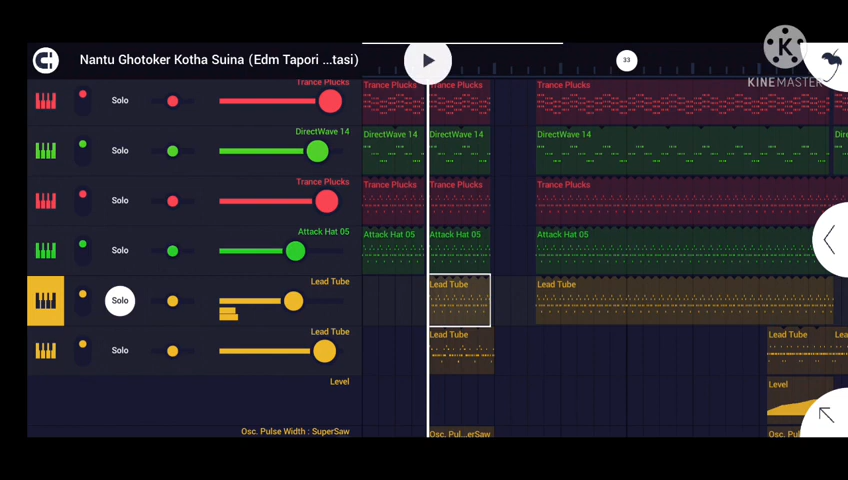 Nantu Ghotoker Kotha Suina (Edm Tapori ...tasi)
33
K
KINEMASTER
Trance Plucks
Solo
Trance Plucks Trance Plucks Trance Plucks
DirectWave 14
Solo
DirectWave 14 DirectWave 14 DirectWave 14
Trance Plucks
Solo
Trance Plucks Trance Plucks Trance Plucks
Attack Hat 05
Solo
Attack Hat 05 Attack Hat 05 Attack Hat 05
Lead Tube
Solo
Lead Tube Lead Tube
Lead Tube
Solo
Lead Tube Lead Tube Lea
Level
Level
Osc. Pulse Width : SuperSaw
Osc. Pul...erSaw Osc. Pul